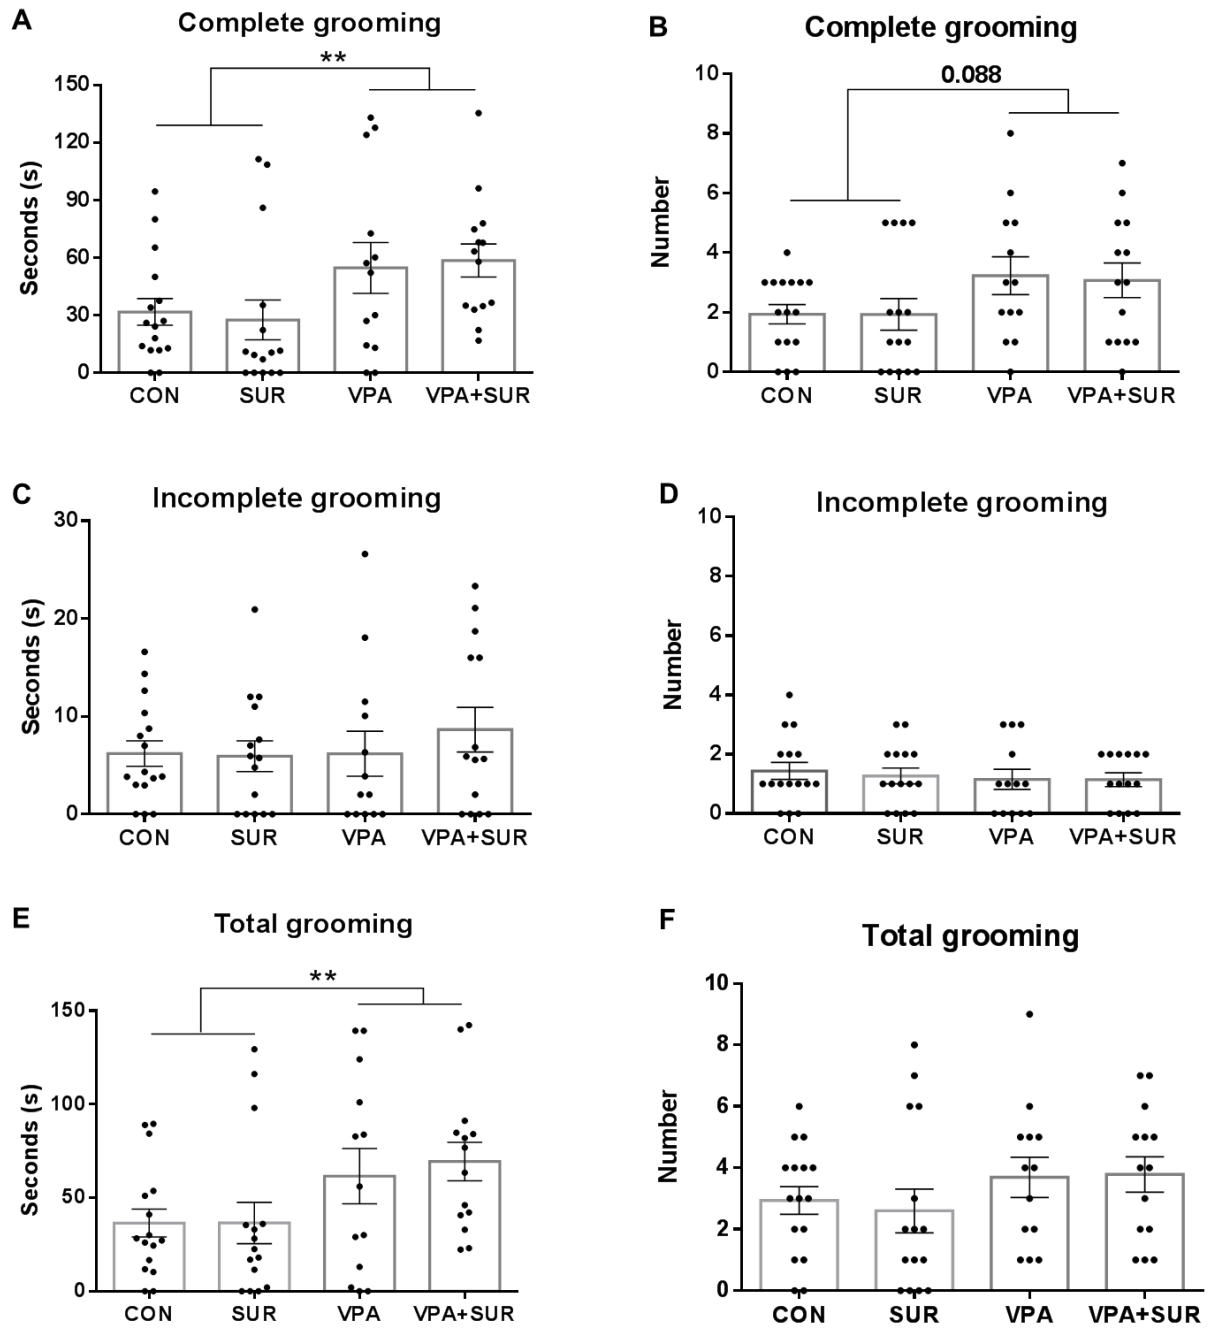 A
Complete grooming
**
150
120
90
60
30
0
Seconds (s)
CON SUR VPA VPA+SUR
B
Complete grooming
0.088
10
8
6
4
2
0
Number
CON SUR VPA VPA+SUR
C
Incomplete grooming
30
20
10
0
Seconds (s)
CON SUR VPA VPA+SUR
D
Incomplete grooming
10
8
6
4
2
0
Number
CON SUR VPA VPA+SUR
E
Total grooming
**
150
100
50
0
Seconds (s)
CON SUR VPA VPA+SUR
F
Total grooming
10
8
6
4
2
0
Number
CON SUR VPA VPA+SUR